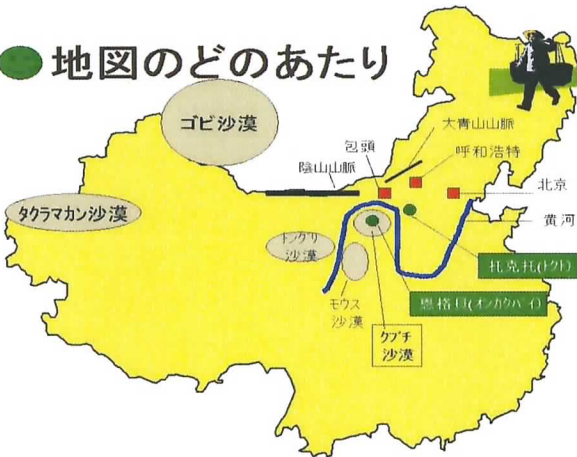 地図のどのあたり
ゴビ沙漠
大青山山脈
包頭
呼和浩特
陰山山脈
北京
タクラマカン沙漠
黄河
トングリ
沙漠
托克托(トクト)
モウス
沙漠
恩格貝(オンカクバイ)
クブチ
沙漠